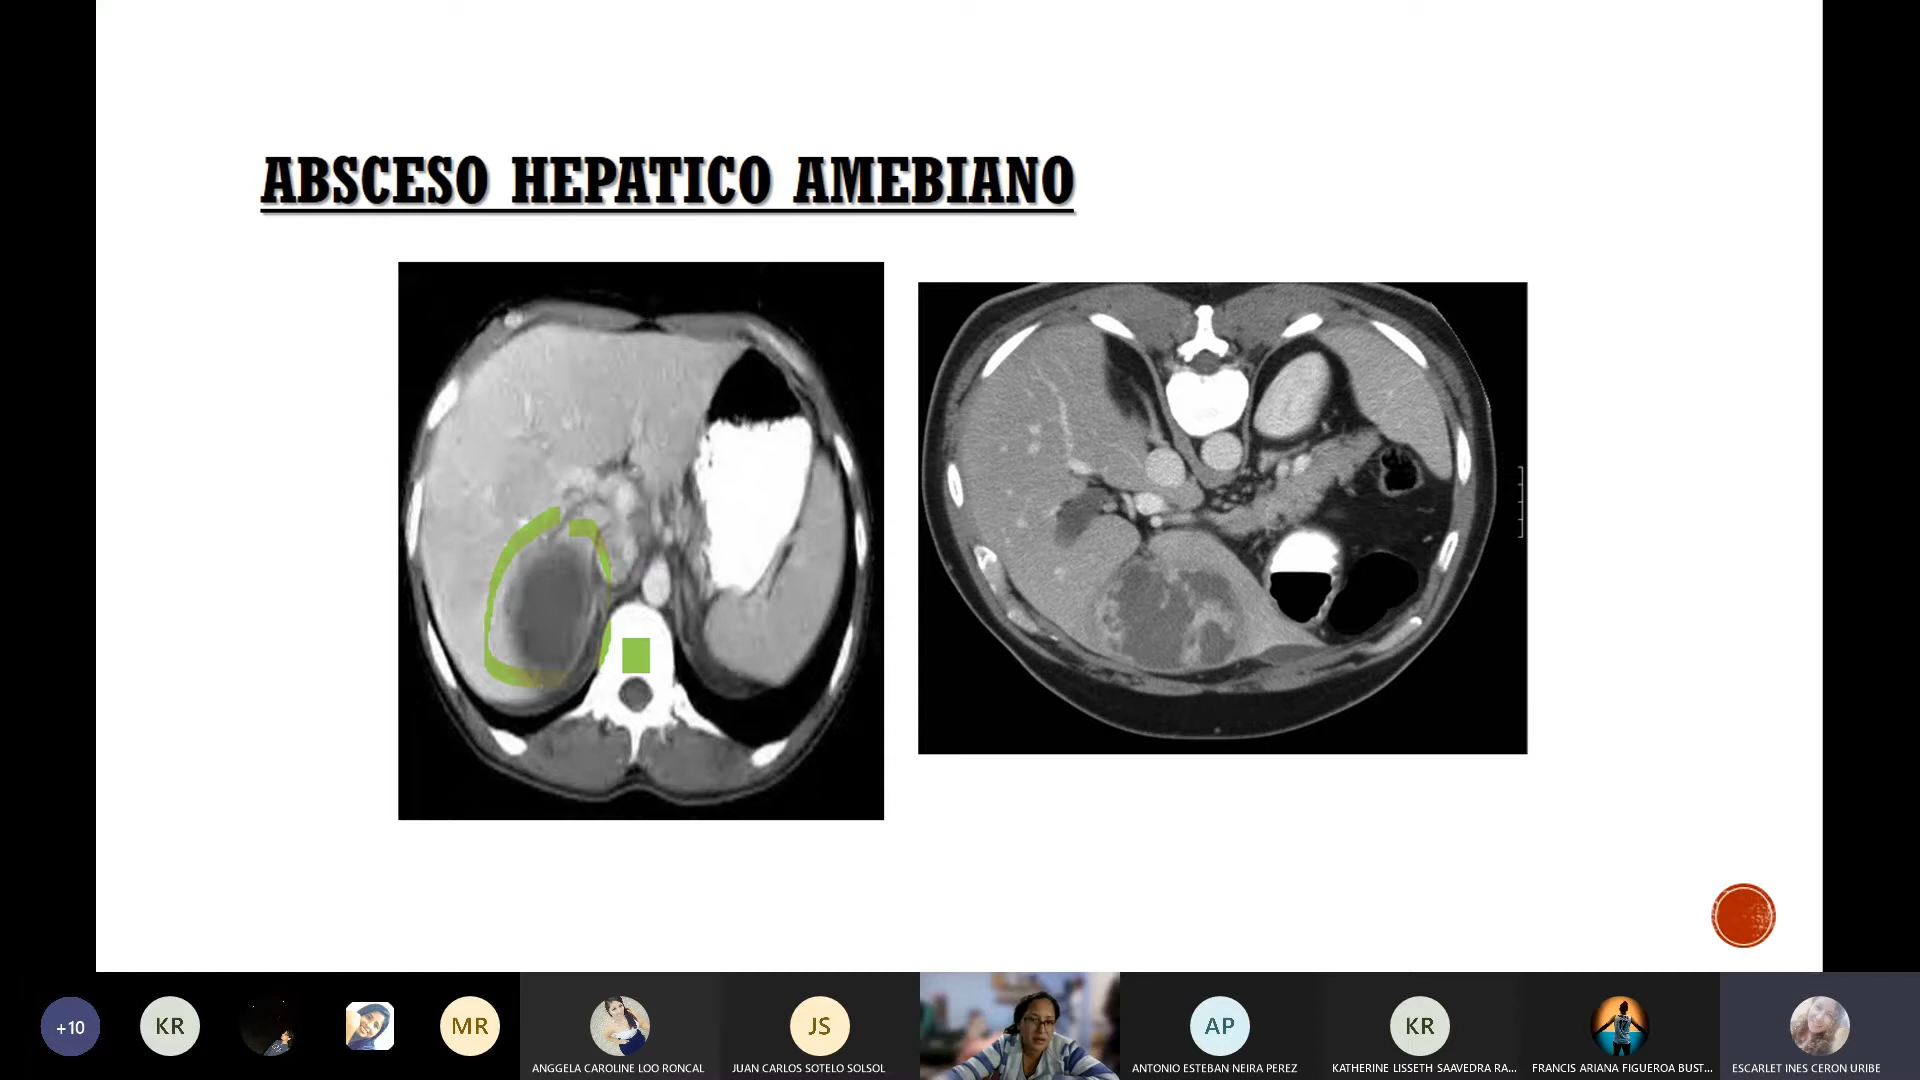 ABSCESO HEPATICO AMEBIANO
+10
KR
MR
ANGGELA CAROLINE LOO RONCAL
JS
JUAN CARLOS SOTELO SOLSOL
AP
ANTONIO ESTEBAN NEIRA PEREZ
KR
KATHERINE LISSETH SAAVEDRA RA...
FRANCIS ARIANA FIGUEROA BUST...
ESCARLET INES CERON URIBE